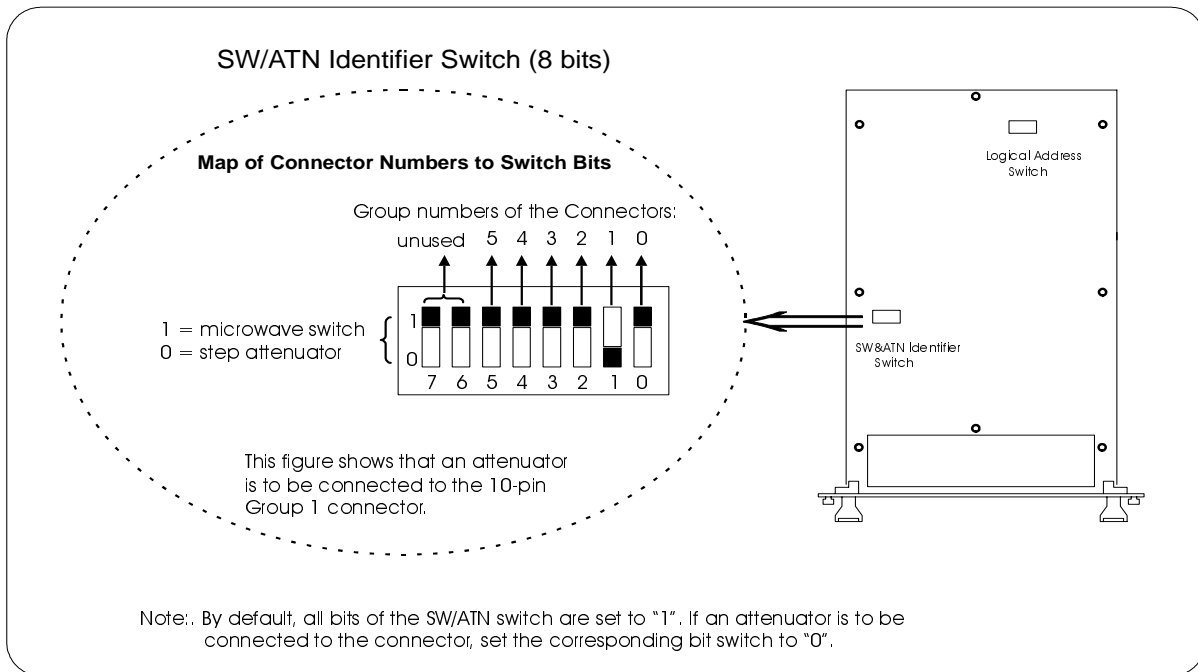 SW/ATN Identifier Switch (8 bits)
Map of Connector Numbers to Switch Bits
Group numbers of the Connectors:
unused 5 4 3 2 1 0
1 = microwave switch
0 = step attenuator
1
0
7 6 5 4 3 2 1 0
This figure shows that an attenuator
is to be connected to the 10-pin
Group 1 connector.
Logical Address
Switch
SW&ATN Identifier
Switch
Note:. By default, all bits of the SW/ATN switch are set to “1”. If an attenuator is to be
connected to the connector, set the corresponding bit switch to “0”.